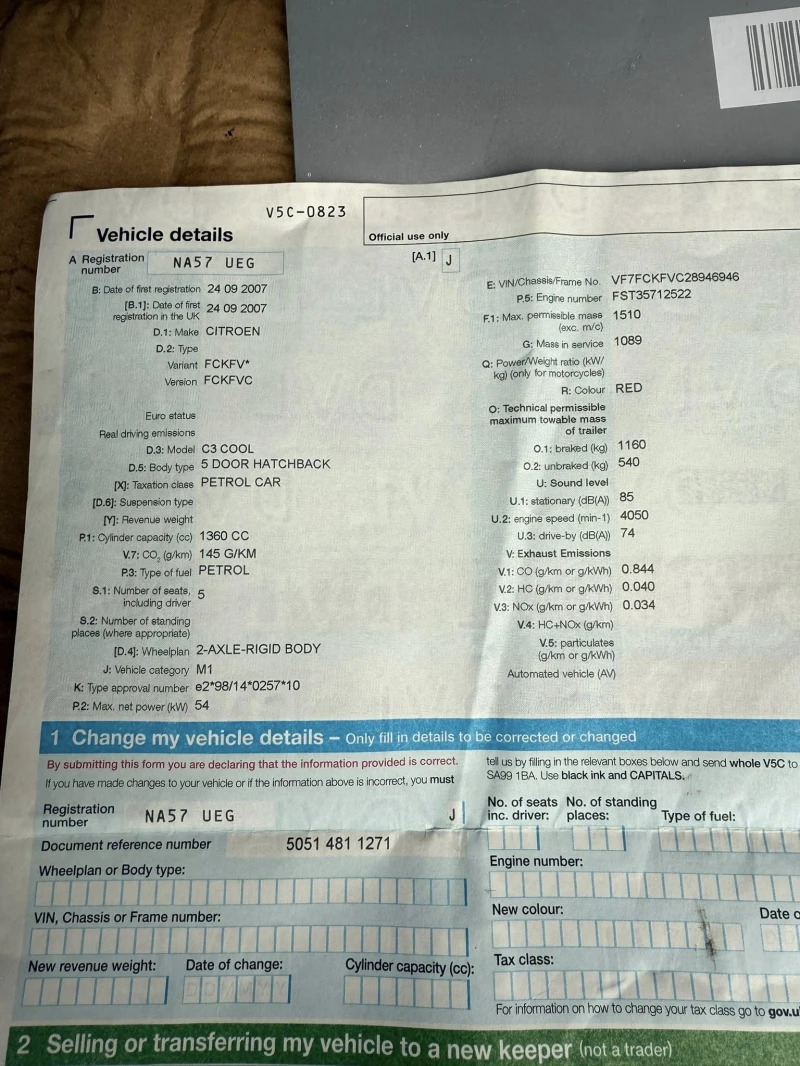 V5C-0823
Vehicle details
Official use only
A Registration number NA57 UEG
[A.1] J
B: Date of first registration 24 09 2007
[B.1]: Date of first registration in the UK 24 09 2007
D.1: Make CITROEN
D.2: Type
Variant FCKFV*
Version FCKFVC
Euro status
Real driving emissions
D.3: Model C3 COOL
D.5: Body type 5 DOOR HATCHBACK
[X]: Taxation class PETROL CAR
[D.6]: Suspension type
[Y]: Revenue weight
P.1: Cylinder capacity (cc) 1360 CC
V.7: CO2 (g/km) 145 G/KM
P.3: Type of fuel PETROL
S.1: Number of seats, including driver 5
S.2: Number of standing places (where appropriate)
[D.4]: Wheelplan 2-AXLE-RIGID BODY
J: Vehicle category M1
K: Type approval number e2*98/14*0257*10
P.2: Max. net power (kW) 54
E: VIN/Chassis/Frame No. VF7FCKFVC28946946
P.5: Engine number FST35712522
F.1: Max. permissible mass (exc. m/c) 1510
G: Mass in service 1089
Q: Power/Weight ratio (kW/kg) (only for motorcycles)
R: Colour RED
O: Technical permissible maximum towable mass of trailer
O.1: braked (kg) 1160
O.2: unbraked (kg) 540
U: Sound level
U.1: stationary (dB(A)) 85
U.2: engine speed (min-1) 4050
U.3: drive-by (dB(A)) 74
V: Exhaust Emissions
V.1: CO (g/km or g/kWh) 0.844
V.2: HC (g/km or g/kWh) 0.040
V.3: NOx (g/km or g/kWh) 0.034
V.4: HC+NOx (g/km)
V.5: particulates (g/km or g/kWh)
Automated vehicle (AV)
1 Change my vehicle details – Only fill in details to be corrected or changed
By submitting this form you are declaring that the information provided is correct.
If you have made changes to your vehicle or if the information above is incorrect, you must
tell us by filling in the relevant boxes below and send whole V5C to
SA99 1BA. Use black ink and CAPITALS.
Registration number NA57 UEG J
Document reference number 5051 481 1271
Wheelplan or Body type:
VIN, Chassis or Frame number:
New revenue weight:
Date of change:
DDMMYY
Cylinder capacity (cc):
No. of seats inc. driver:
No. of standing places:
Type of fuel:
Engine number:
New colour:
Date o
Tax class:
For information on how to change your tax class go to gov.u
2 Selling or transferring my vehicle to a new keeper (not a trader)